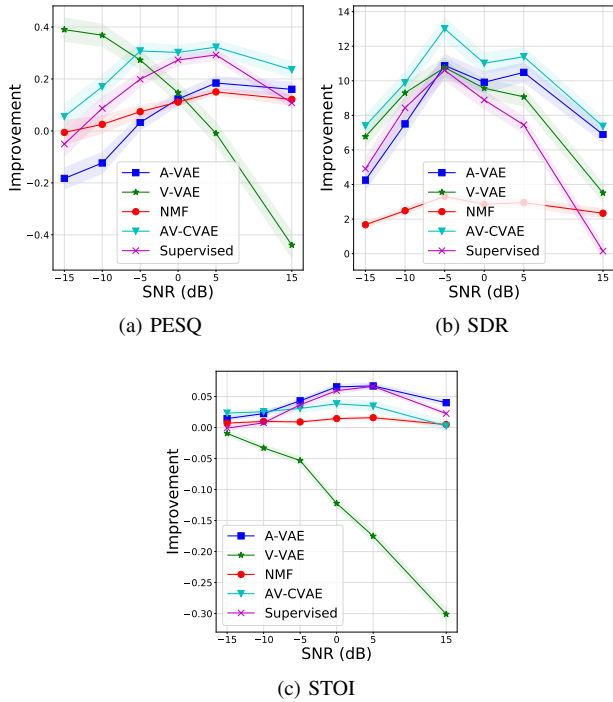 0.4
0.2
0.0
−0.2
−0.4
Improvement
A-VAE
V-VAE
NMF
AV-CVAE
Supervised
−15 −10 −5 0 5 15
SNR (dB)
(a) PESQ
14
12
10
8
6
4
2
0
Improvement
A-VAE
V-VAE
NMF
AV-CVAE
Supervised
−15 −10 −5 0 5 15
SNR (dB)
(b) SDR
0.05
0.00
−0.05
−0.10
−0.15
−0.20
−0.25
−0.30
Improvement
A-VAE
V-VAE
NMF
AV-CVAE
Supervised
−15 −10 −5 0 5 15
SNR (dB)
(c) STOI